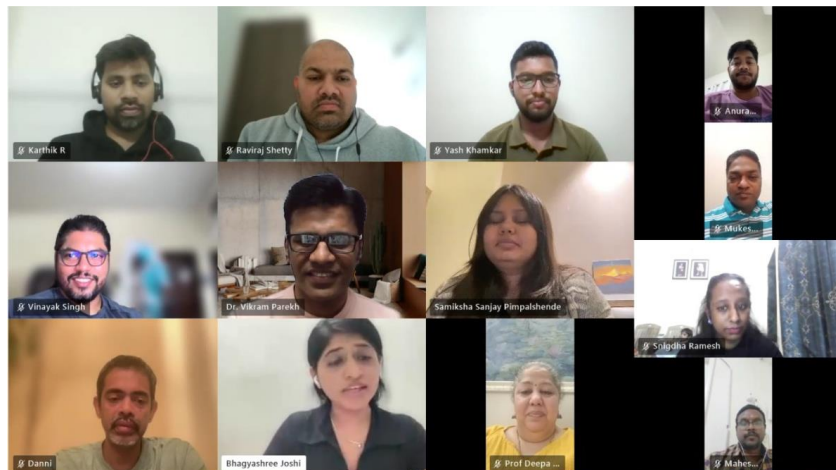 Karthik R
Raviraj Shetty
Yash Khamkar
Anura...
Mukes...
Vinayak Singh
Dr. Vikram Parekh
Samiksha Sanjay Pimpalshende
Snigdha Ramesh
Danni
Bhagyashree Joshi
Prof Deepa ...
Mahes...